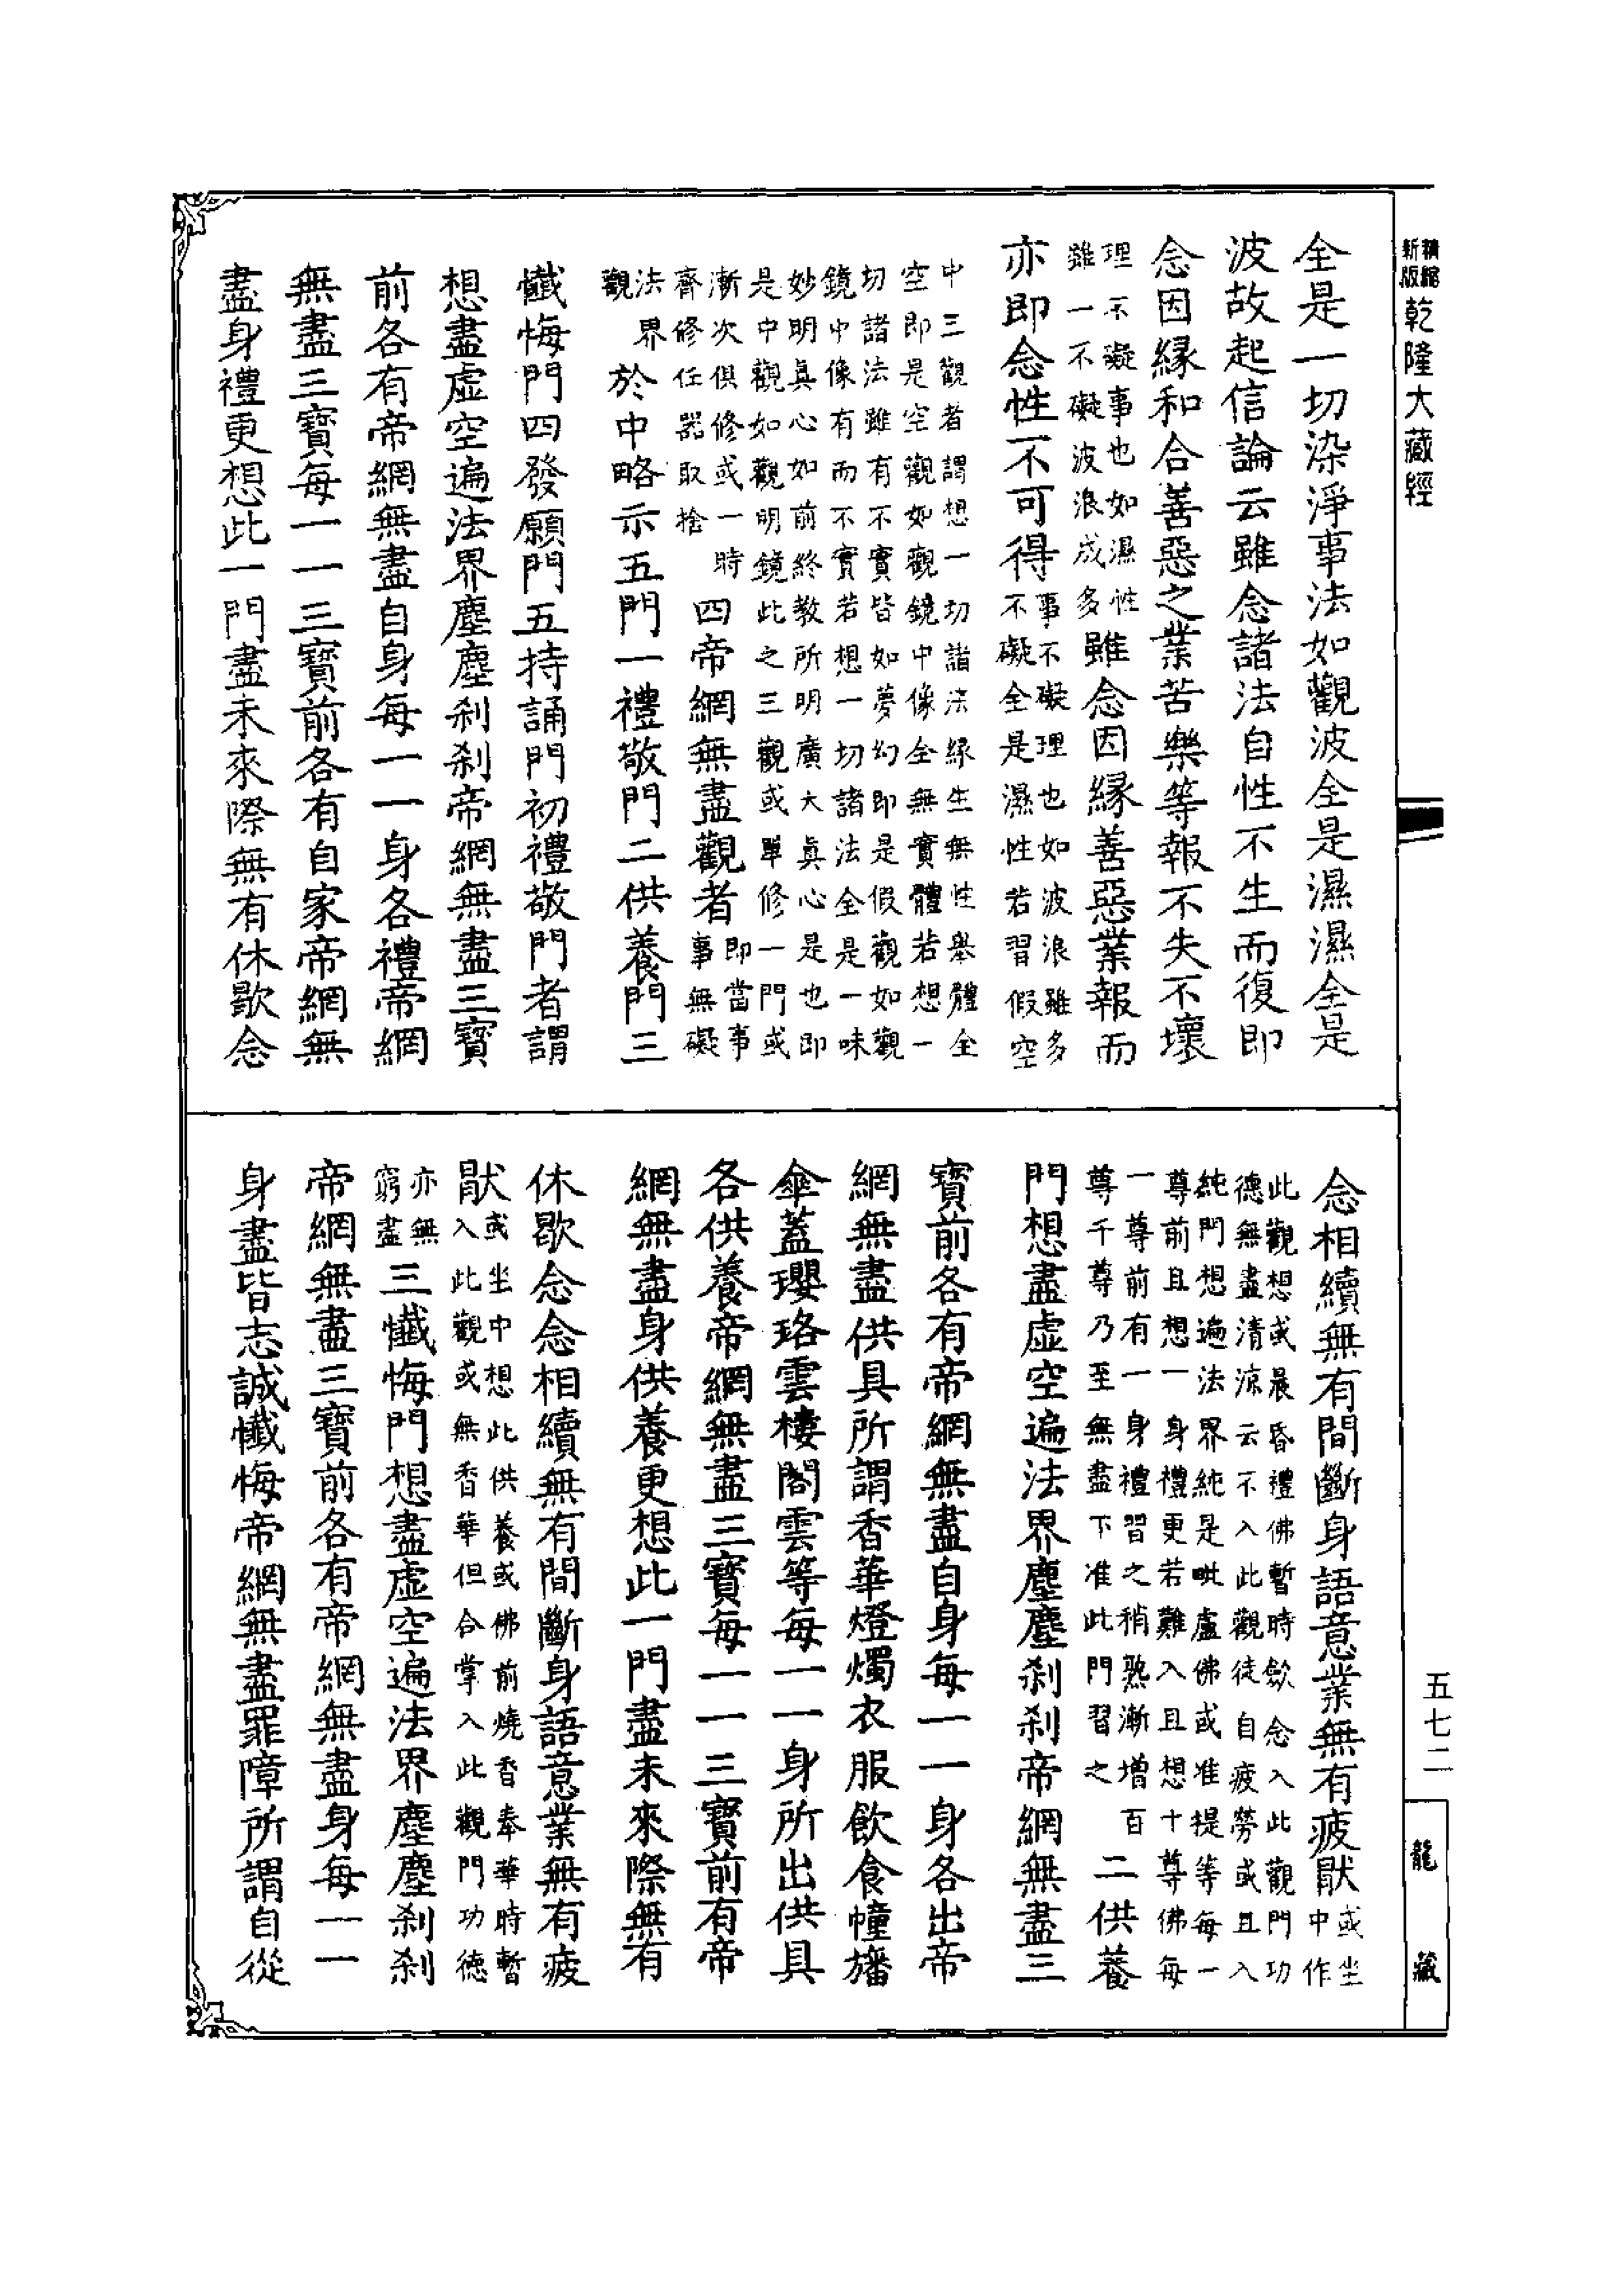 精縮
新版
乾隆大藏經
全是一切染淨事法如觀波全是濕濕全是
波故起信論云雖念諸法自性不生而復即
念因緣和合善惡之業苦樂等報不失不壞
理不礙事也如濕性
雖一不礙波浪成多
雖念因緣善惡業報而
亦即念性不可得
事不礙理也如波浪雖多
不礙全是濕性若習假空
中三觀者謂想一切諸法緣生無性舉體全
空即是空觀如觀鏡中像全無實體若想一
切諸法雖有不實皆如夢幻即是假觀如觀
鏡中像有而不實若想一切諸法全是一味
妙明真心如前終教所明廣大真心是也即
是中觀如觀明鏡此之三觀或單修一門或
漸次俱修或一時
齊修任器取捨
四帝網無盡觀者
即當事
事無礙
法界
觀
於中略示五門一禮敬門二供養門三
懺悔門四發願門五持誦門初禮敬門者謂
想盡虛空遍法界塵塵刹刹帝網無盡三寶
前各有帝網無盡自身每一一身各禮帝網
無盡三寶每一一三寶前各有自家帝網無
盡身禮更想此一門盡未來際無有休歇念
念相續無有間斷身語意業無有疲厭
或坐
中作
此觀想或晨昏禮佛暫時歛念入此觀門功
德無盡清涼云不入此觀徒自疲勞或且入
純門想遍法界純是毗盧佛或准提等每一
尊前且想一身禮更若難入且想十尊佛每
一尊前有一身禮習之稍熟漸增百
尊千尊乃至無盡下准此門習之
二供養
門想盡虛空遍法界塵塵刹刹帝網無盡三
寶前各有帝網無盡自身每一一身各出帝
網無盡供具所謂香華燈燭衣服飲食幢旛
傘蓋瓔珞雲樓閣雲等每一一身所出供具
各供養帝網無盡三寶每一一三寶前有帝
網無盡身供養更想此一門盡未來際無有
休歇念念相續無有間斷身語意業無有疲
厭
或坐中想此供養或佛前燒香奉華時暫
入此觀或無香華但合掌入此觀門功德
亦無
窮盡
三懺悔門想盡虛空遍法界塵塵刹刹
帝網無盡三寶前各有帝網無盡身每一一
身盡皆志誠懺悔帝網無盡罪障所謂自從
五七二
龍藏